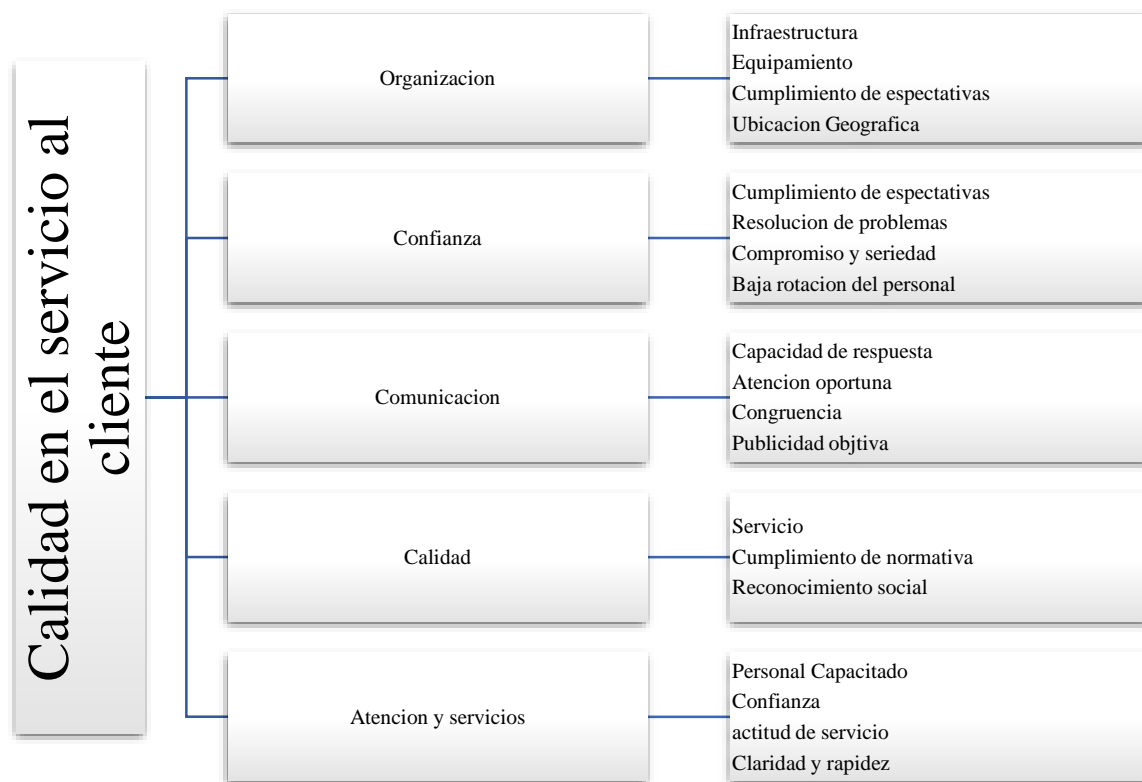 Calidad en el servicio al
cliente
Organizacion
Infraestructura
Equipamiento
Cumplimiento de espectativas
Ubicacion Geografica
Confianza
Cumplimiento de espectativas
Resolucion de problemas
Compromiso y seriedad
Baja rotacion del personal
Comunicacion
Capacidad de respuesta
Atencion oportuna
Congruencia
Publicidad objtiva
Calidad
Servicio
Cumplimiento de normativa
Reconocimiento social
Atencion y servicios
Personal Capacitado
Confianza
actitud de servicio
Claridad y rapidez